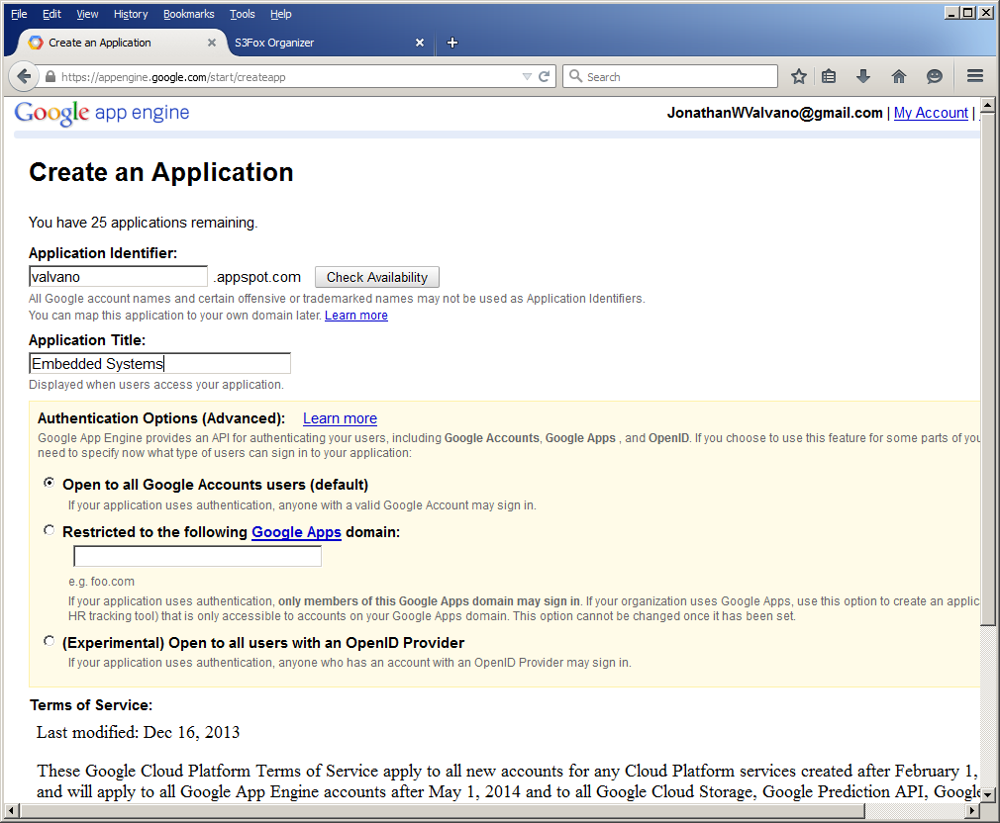 File Edit View History Bookmarks Tools Help
Create an Application S3Fox Organizer
https://appengine.google.com/start/createapp Search
Google app engine
JonathanWValvano@gmail.com | My Account |
Create an Application
You have 25 applications remaining.
Application Identifier:
valvano .appspot.com Check Availability
All Google account names and certain offensive or trademarked names may not be used as Application Identifiers.
You can map this application to your own domain later. Learn more
Application Title:
Embedded Systems
Displayed when users access your application.
Authentication Options (Advanced): Learn more
Google App Engine provides an API for authenticating your users, including Google Accounts, Google Apps , and OpenID. If you choose to use this feature for some parts of you
need to specify now what type of users can sign in to your application:
Open to all Google Accounts users (default)
If your application uses authentication, anyone with a valid Google Account may sign in.
Restricted to the following Google Apps domain:
e.g. foo.com
If your application uses authentication, only members of this Google Apps domain may sign in. If your organization uses Google Apps, use this option to create an applic
HR tracking tool) that is only accessible to accounts on your Google Apps domain. This option cannot be changed once it has been set.
(Experimental) Open to all users with an OpenID Provider
If your application uses authentication, anyone who has an account with an OpenID Provider may sign in.
Terms of Service:
Last modified: Dec 16, 2013
These Google Cloud Platform Terms of Service apply to all new accounts for any Cloud Platform services created after February 1,
and will apply to all Google App Engine accounts after May 1, 2014 and to all Google Cloud Storage, Google Prediction API, Google